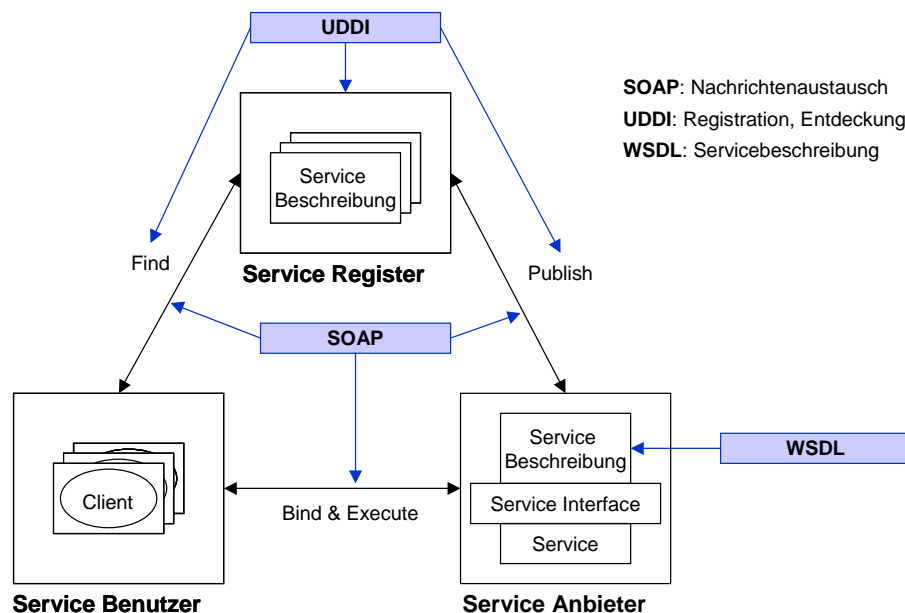 UDDI
SOAP: Nachrichtenaustausch
UDDI: Registration, Entdeckung
WSDL: Servicebeschreibung
Service
Beschreibung
Find
Service Register
Publish
SOAP
Service
Beschreibung
WSDL
Client
Service Interface
Bind & Execute
Service
Service Benutzer
Service Anbieter